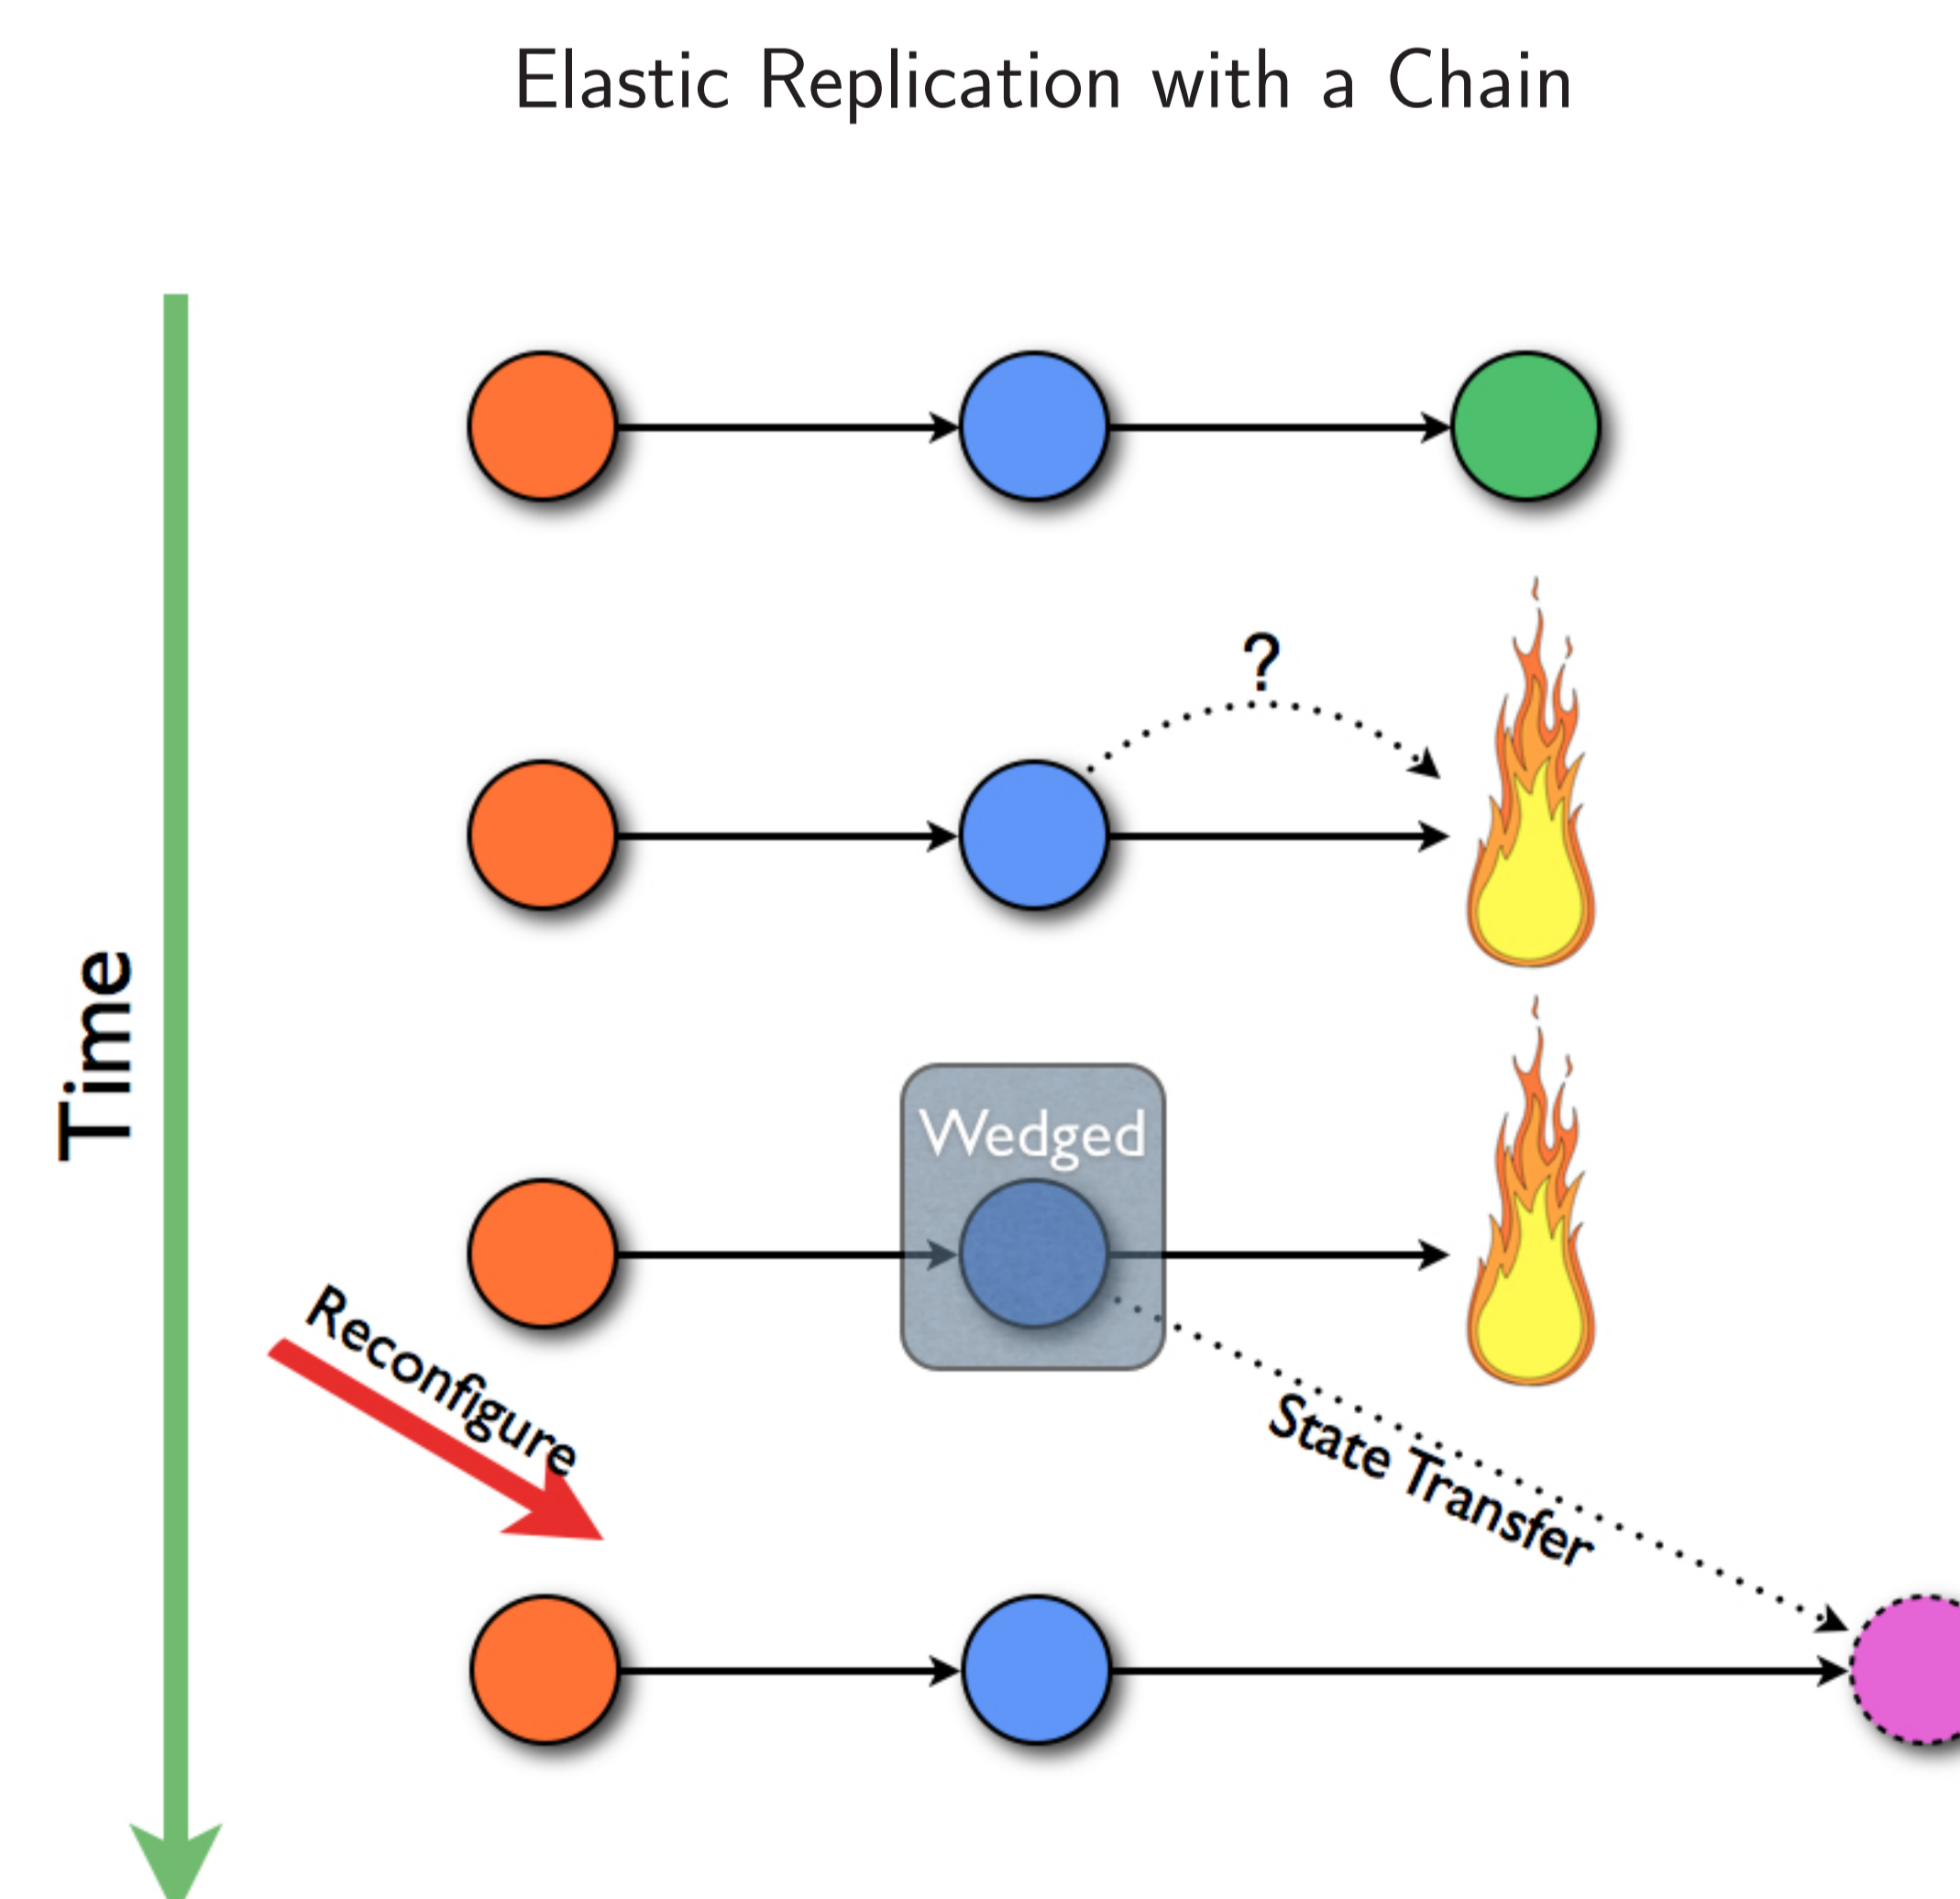 Elastic Replication with a Chain
?
Time
Wedged
Reconfigure
State Transfer